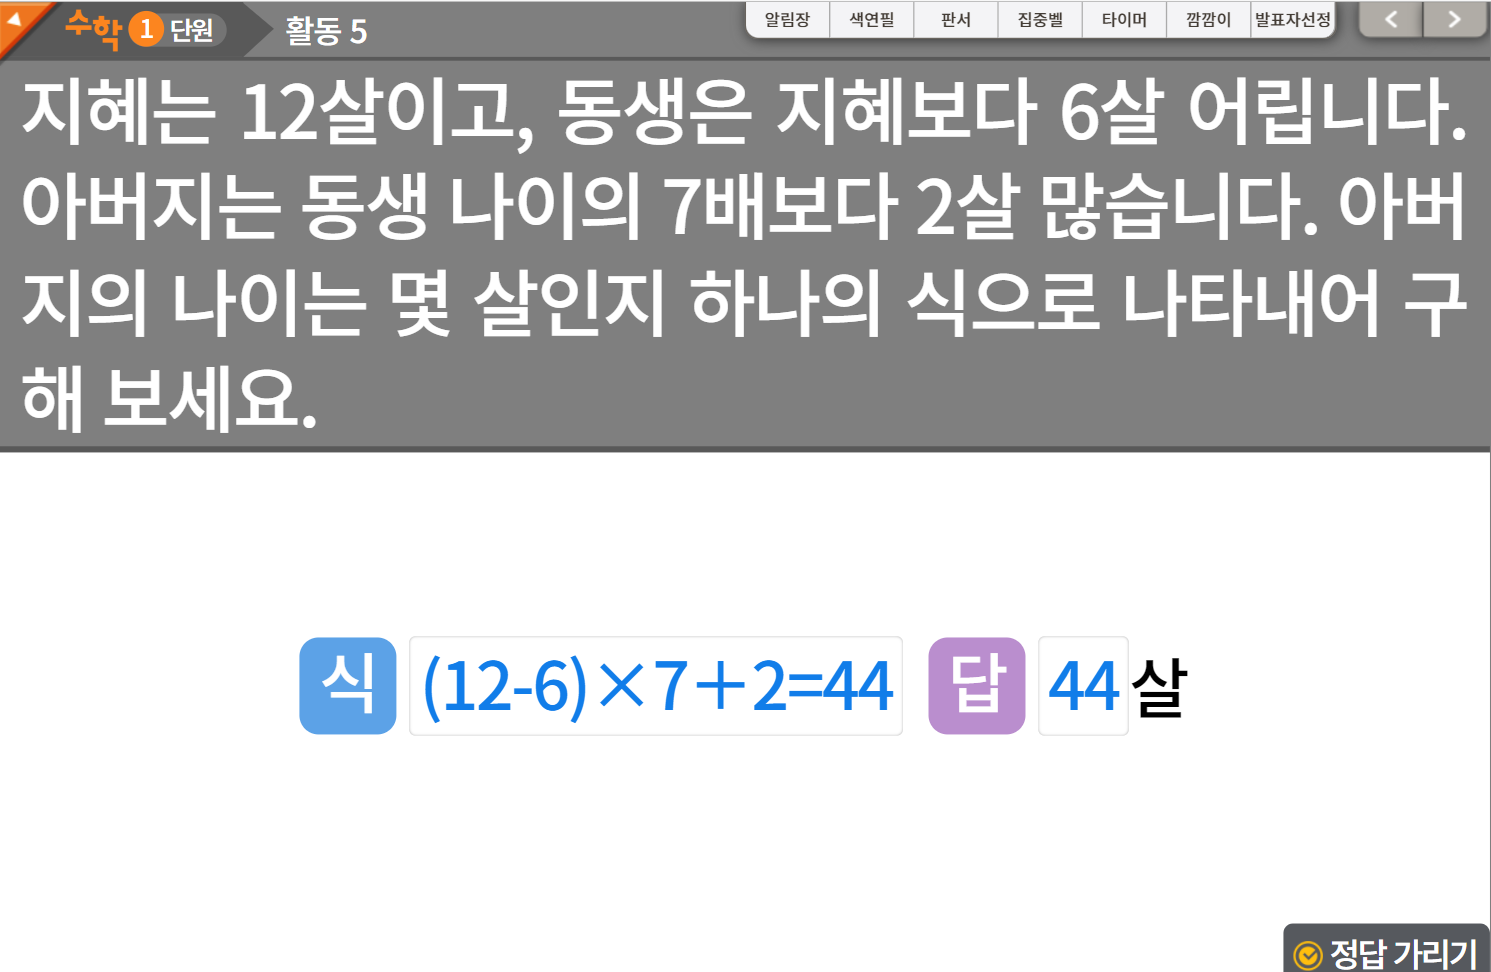 수학 1 단원 활동 5 알림장 색연필 판서 집중벨 타이머 깜깜이 발표자선정
지혜는 12살이고, 동생은 지혜보다 6살 어립니다.
아버지는 동생 나이의 7배보다 2살 많습니다. 아버
지의 나이는 몇 살인지 하나의 식으로 나타내어 구
해 보세요.
식 (12-6)×7+2=44 답 44 살
정답 가리기